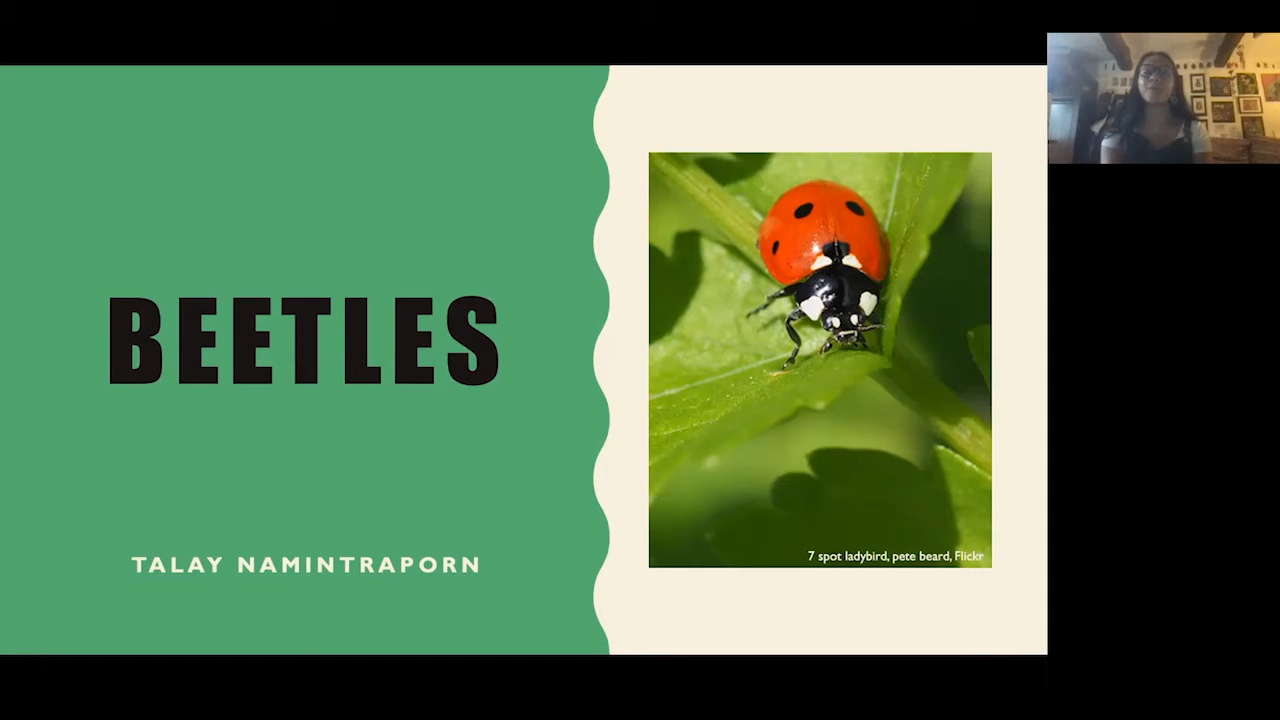 BEETLES
TALAY NAMINTRAPORN
7 spot ladybird, pete beard, Flickr